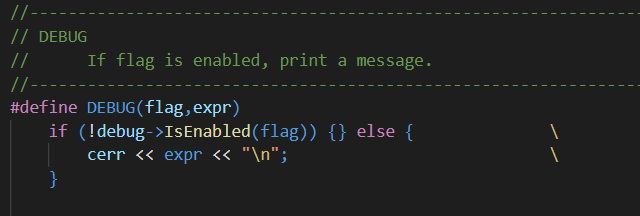 //------------------------------------------------------------------------
// DEBUG
//      If flag is enabled, print a message.
//------------------------------------------------------------------------
#define DEBUG(flag,expr)
    if (!debug->IsEnabled(flag)) {} else {              \
        cerr << expr << "\n";                           \
    }